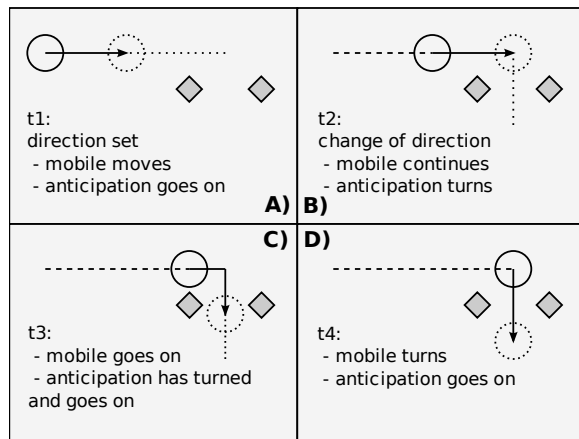 t1:
direction set
- mobile moves
- anticipation goes on
A)
t2:
change of direction
- mobile continues
- anticipation turns
B)
C)
t3:
- mobile goes on
- anticipation has turned
and goes on
D)
t4:
- mobile turns
- anticipation goes on